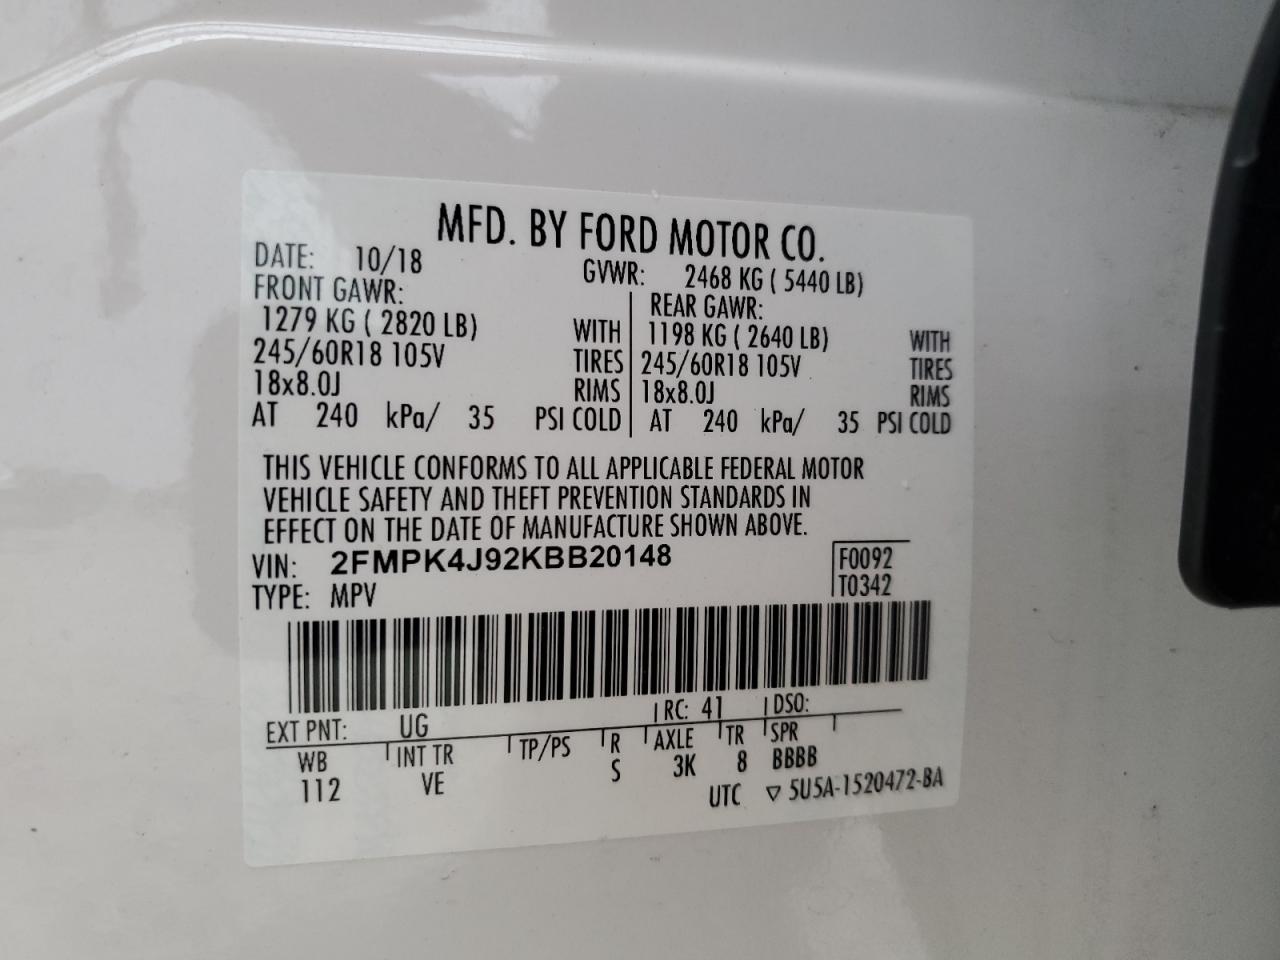 MFD. BY FORD MOTOR CO.
DATE: 10/18 GVWR: 2468 KG ( 5440 LB)
FRONT GAWR: REAR GAWR:
1279 KG ( 2820 LB) WITH 1198 KG ( 2640 LB) WITH
245/60R18 105V TIRES 245/60R18 105V TIRES
18x8.0J RIMS 18x8.0J RIMS
AT 240 kPa/ 35 PSI COLD AT 240 kPa/ 35 PSI COLD
THIS VEHICLE CONFORMS TO ALL APPLICABLE FEDERAL MOTOR
VEHICLE SAFETY AND THEFT PREVENTION STANDARDS IN
EFFECT ON THE DATE OF MANUFACTURE SHOWN ABOVE.
VIN: 2FMPK4J92KBB20148 F0092
TYPE: MPV T0342
EXT PNT: UG RC: 41 DSO:
WB INT TR TP/PS R AXLE TR SPR
112 VE S 3K 8 BBBB
UTC ▽ 5U5A-1520472-BA